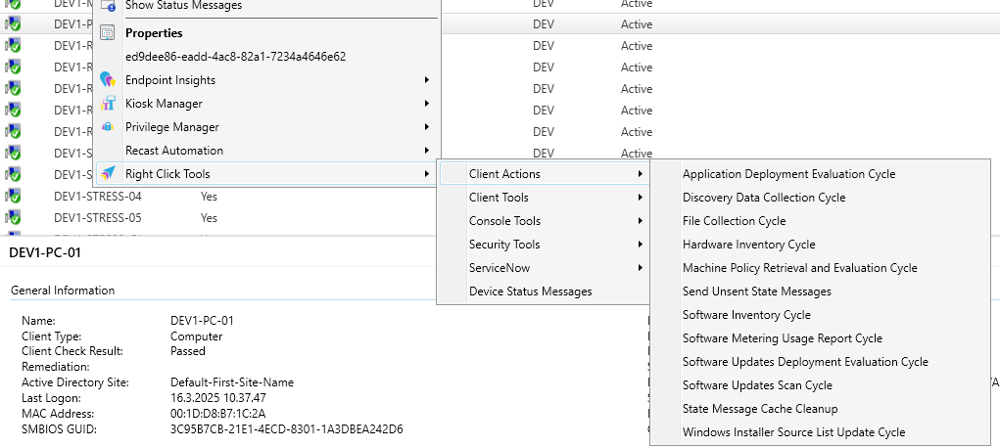 DEV1-M Show Status Messages DEV Active
DEV1-P DEV Active
Properties
DEV1-R DEV Active
ed9dee86-eadd-4ac8-82a1-7234a4646e62
DEV1-R DEV Active
Endpoint Insights
DEV1-R DEV Active
Kiosk Manager
DEV1-R DEV Active
Privilege Manager
DEV1-R DEV Active
Recast Automation
DEV1-S DEV Active
DEV1-S Right Click Tools
DEV1-STRESS-04 Yes
DEV1-STRESS-05 Yes
Client Actions
Client Tools
Console Tools
Security Tools
ServiceNow
Device Status Messages
Application Deployment Evaluation Cycle
Discovery Data Collection Cycle
File Collection Cycle
Hardware Inventory Cycle
Machine Policy Retrieval and Evaluation Cycle
Send Unsent State Messages
Software Inventory Cycle
Software Metering Usage Report Cycle
Software Updates Deployment Evaluation Cycle
Software Updates Scan Cycle
State Message Cache Cleanup
Windows Installer Source List Update Cycle
DEV1-PC-01
General Information
Name: DEV1-PC-01
Client Type: Computer
Client Check Result: Passed
Remediation:
Active Directory Site: Default-First-Site-Name
Last Logon: 16.3.2025 10.37.47
MAC Address: 00:1D:D8:B7:1C:2A
SMBIOS GUID: 3C95B7CB-21E1-4ECD-8301-1A3DBEA242D6